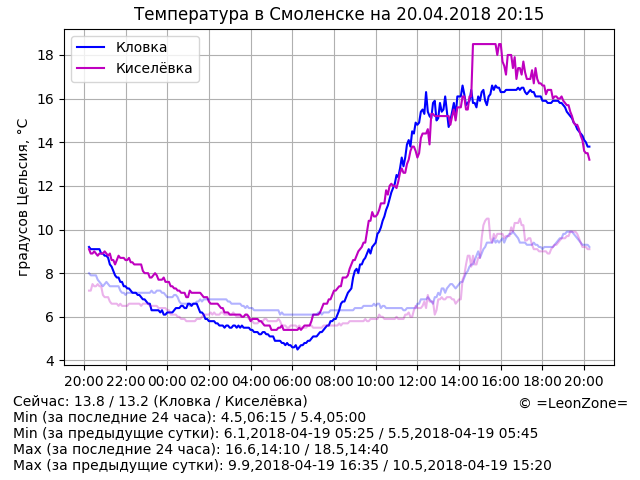 Температура в Смоленске на 20.04.2018 20:15
Кловка
Киселёвка
градусов Цельсия, °C
18
16
14
12
10
8
6
4
20:00 22:00 00:00 02:00 04:00 06:00 08:00 10:00 12:00 14:00 16:00 18:00 20:00
Сейчас: 13.8 / 13.2 (Кловка / Киселёвка)
© =LeonZone=
Min (за последние 24 часа): 4.5,06:15 / 5.4,05:00
Min (за предыдущие сутки): 6.1,2018-04-19 05:25 / 5.5,2018-04-19 05:45
Max (за последние 24 часа): 16.6,14:10 / 18.5,14:40
Max (за предыдущие сутки): 9.9,2018-04-19 16:35 / 10.5,2018-04-19 15:20